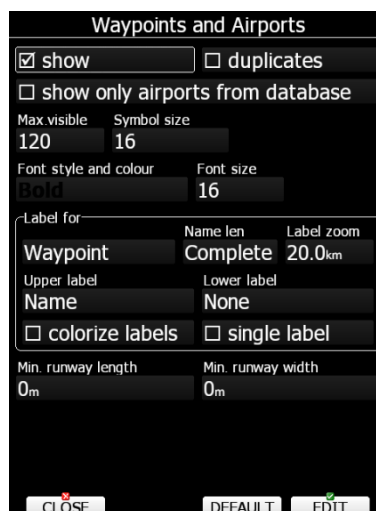 Waypoints and Airports
show duplicates
show only airports from database
Max.visible Symbol size
120 16
Font style and colour Font size
Bold 16
Label for
Name len Label zoom
Waypoint Complete 20.0km
Upper label Lower label
Name None
colorize labels single label
Min. runway length Min. runway width
0m 0m
CLOSE DEFAULT EDIT